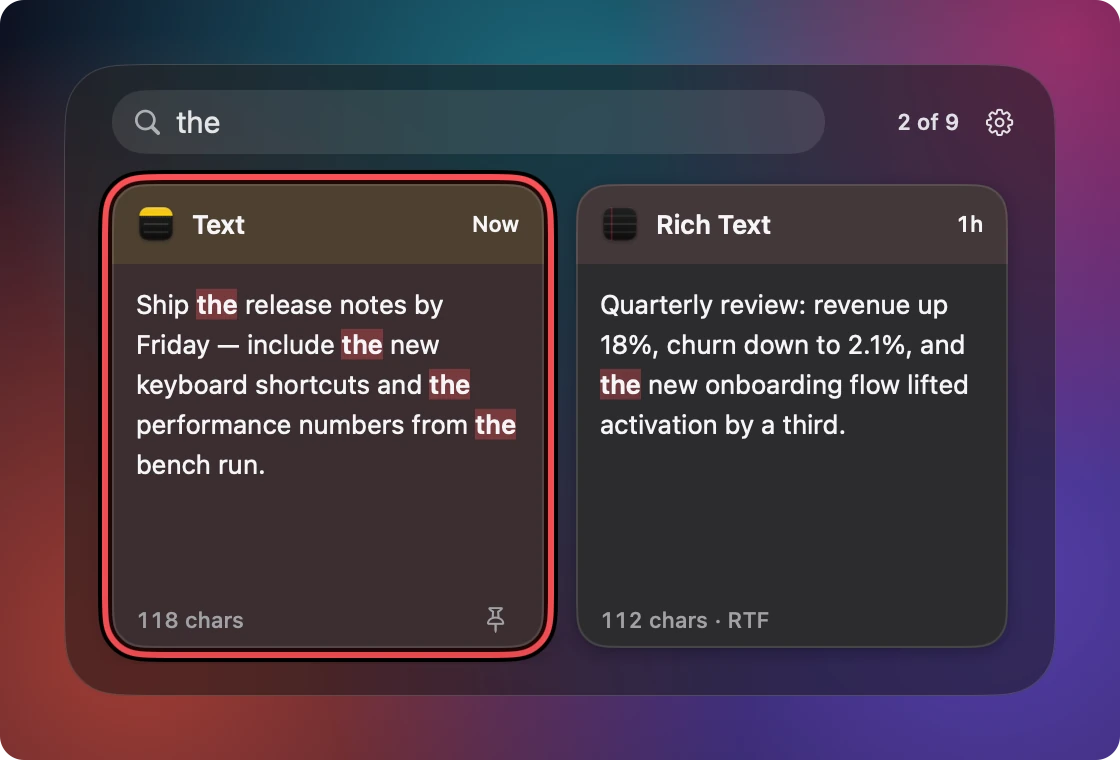 the
2 of 9
Text
Now
Ship the release notes by
Friday — include the new
keyboard shortcuts and the
performance numbers from the
bench run.
118 chars
Rich Text
1h
Quarterly review: revenue up
18%, churn down to 2.1%, and
the new onboarding flow lifted
activation by a third.
112 chars · RTF